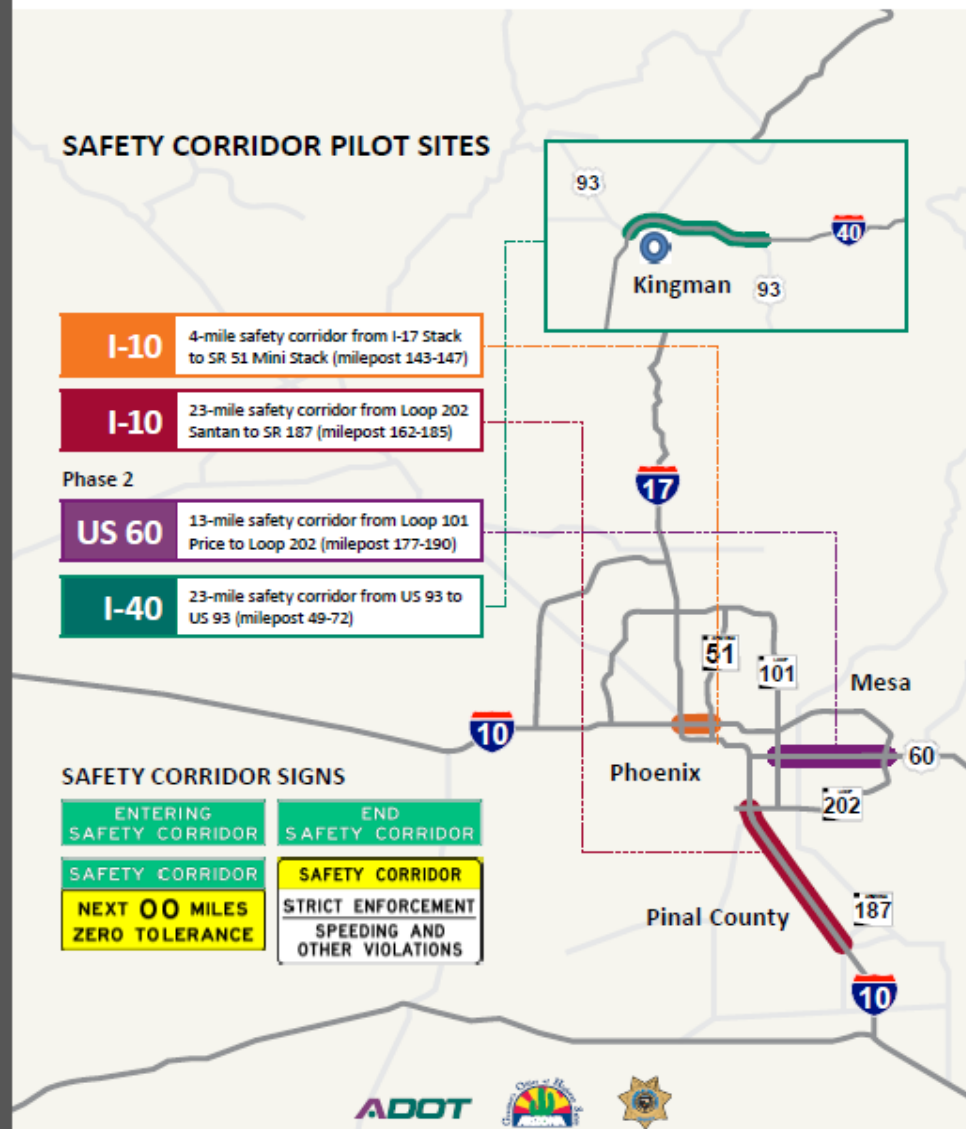 SAFETY CORRIDOR PILOT SITES
93
40
Kingman
93
I-10
4-mile safety corridor from I-17 Stack
to SR 51 Mini Stack (milepost 143-147)
I-10
23-mile safety corridor from Loop 202
Santan to SR 187 (milepost 162-185)
Phase 2
US 60
13-mile safety corridor from Loop 101
Price to Loop 202 (milepost 177-190)
I-40
23-mile safety corridor from US 93 to
US 93 (milepost 49-72)
17
51
101
Mesa
10
Phoenix
60
202
Pinal County
187
10
SAFETY CORRIDOR SIGNS
ENTERING
SAFETY CORRIDOR
END
SAFETY CORRIDOR
SAFETY CORRIDOR
NEXT 00 MILES
ZERO TOLERANCE
SAFETY CORRIDOR
STRICT ENFORCEMENT
SPEEDING AND
OTHER VIOLATIONS
ADOT